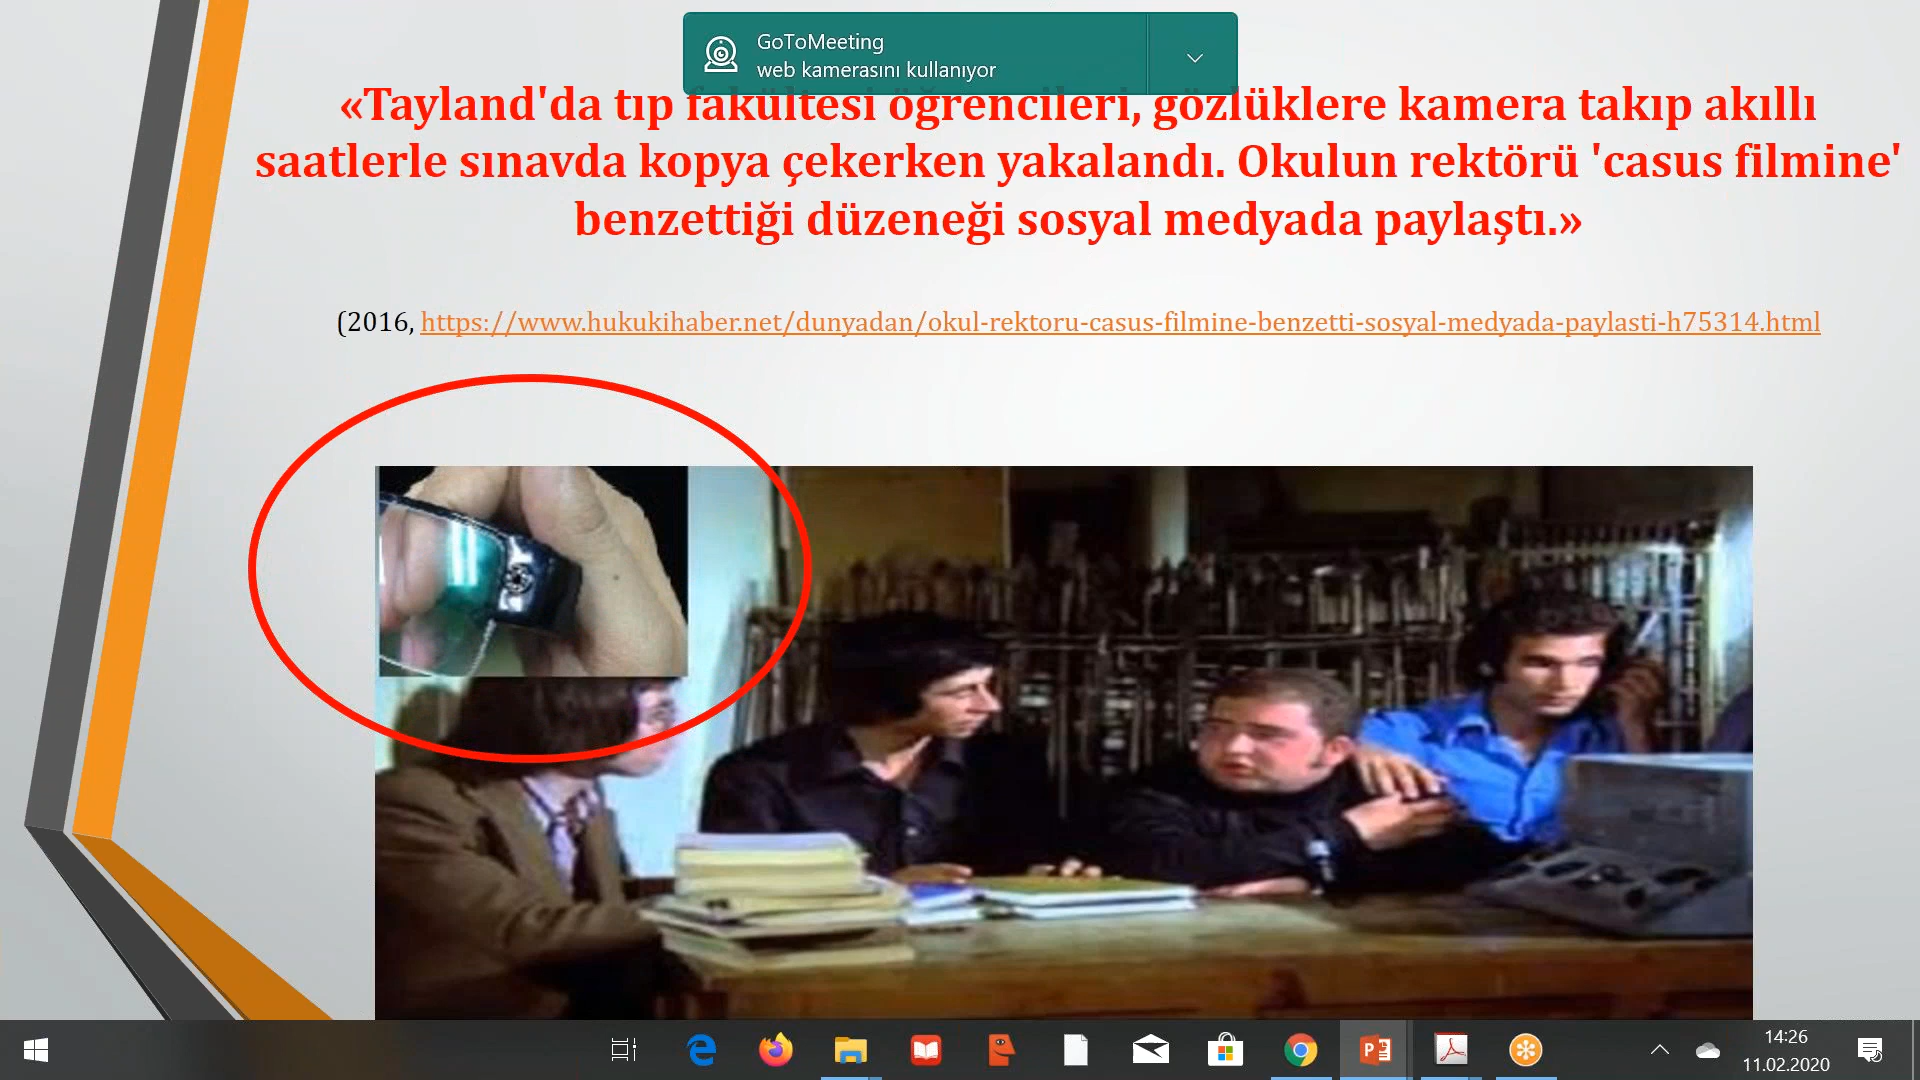 GoToMeeting
web kamerasını kullanıyor
«Tayland'da tıp fakültesi öğrencileri, gözlüklere kamera takıp akıllı
saatlerle sınavda kopya çekerken yakalandı. Okulun rektörü 'casus filmine'
benzettiği düzeneği sosyal medyada paylaştı.»
(2016, https://www.hukukihaber.net/dunyadan/okul-rektoru-casus-filmine-benzetti-sosyal-medyada-paylasti-h75314.html
14:26
11.02.2020